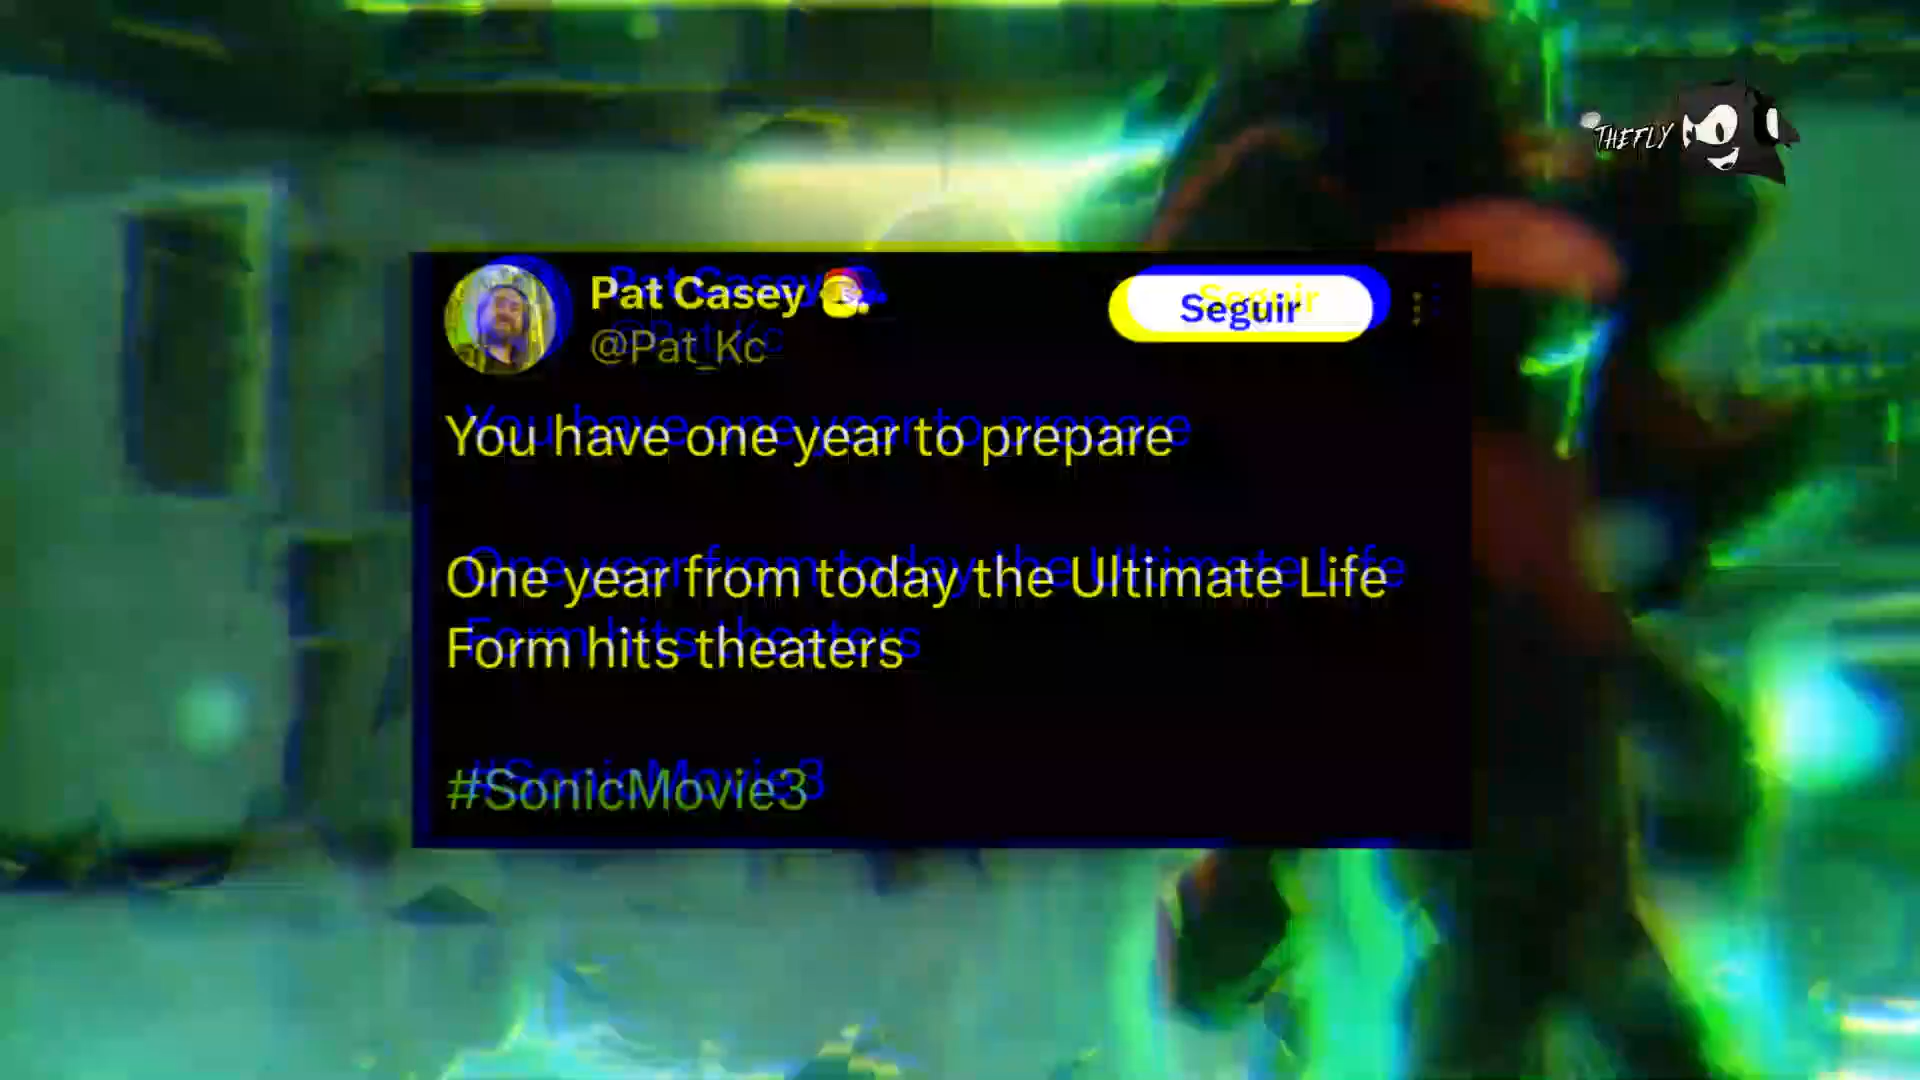 THEFLY
Pat Casey
Seguir
@Pat_Kc
You have one year to prepare
One year from today the Ultimate Life
Form hits theaters
#SonicMovie3